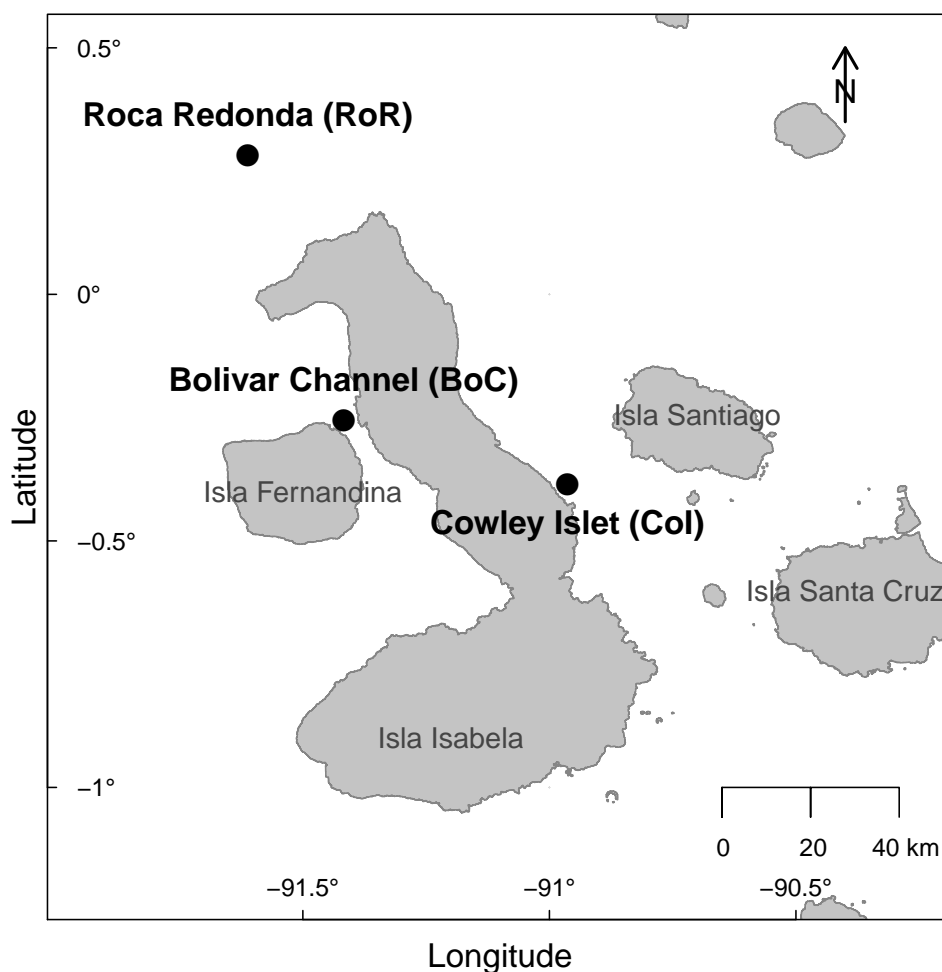 0.5°
N
Roca Redonda (RoR)
0°
Bolivar Channel (BoC)
Isla Santiago
Isla Fernandina
Cowley Islet (CoI)
−0.5°
Isla Santa Cruz
Isla Isabela
−1°
0 20 40 km
−91.5° −91° −90.5°
Longitude
Latitude